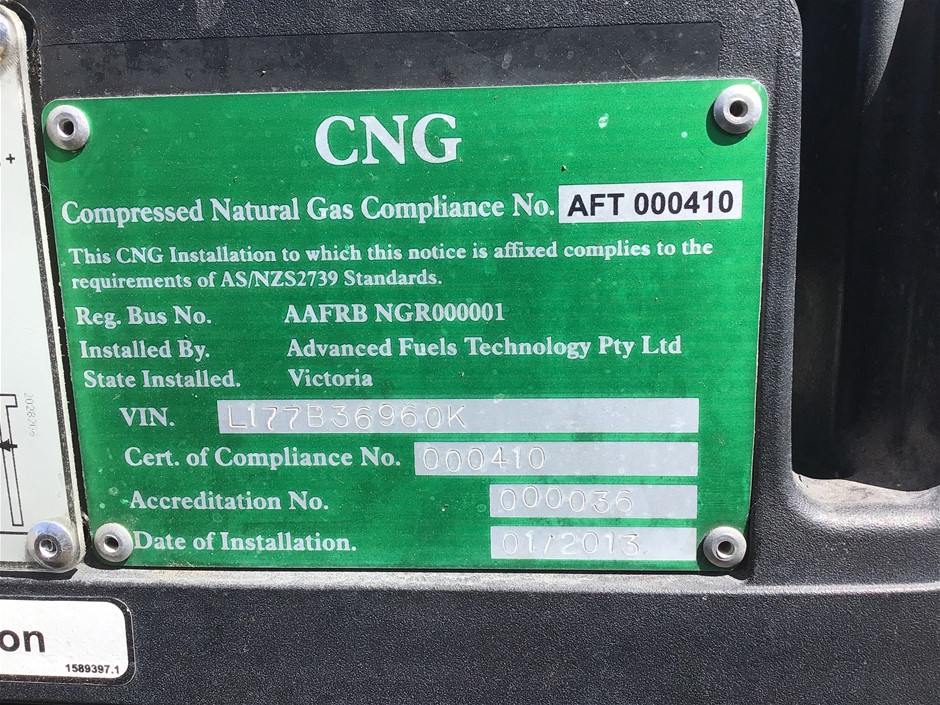 CNG
Compressed Natural Gas Compliance No. AFT 000410
This CNG Installation to which this notice is affixed complies to the
requirements of AS/NZS2739 Standards.
Reg. Bus No. AAFRB NGR000001
Installed By. Advanced Fuels Technology Pty Ltd
State Installed. Victoria
VIN. L177B36960K
Cert. of Compliance No. 000410
Accreditation No. 000036
Date of Installation. 01/2013
on
1589397.1